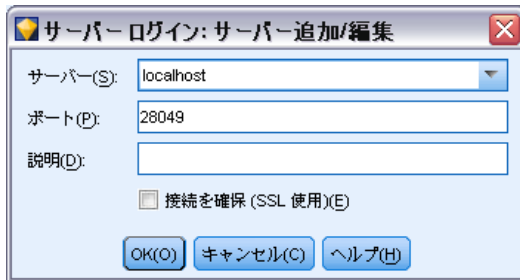 サーバー ログイン: サーバー追加/編集
サーバー(S): localhost
ポート(P): 28049
説明(D):
接続を確保 (SSL 使用)(E)
OK(O) キャンセル(C) ヘルプ(H)